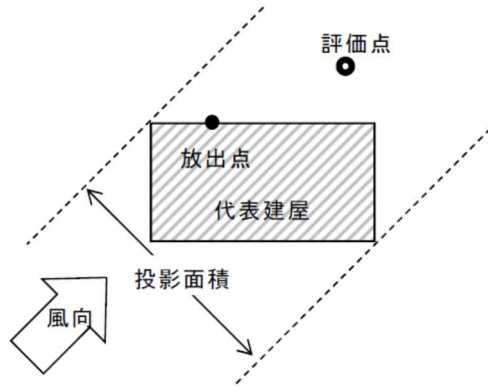 評価点
放出点
代表建屋
投影面積
風向